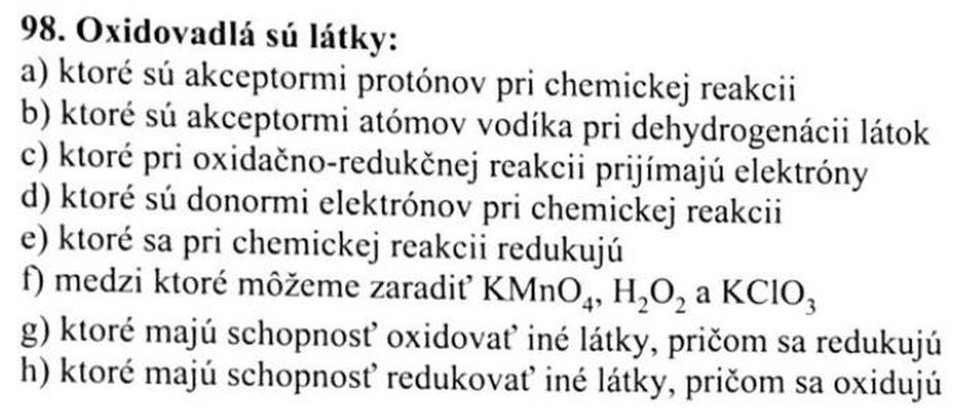 98. Oxidovadlá sú látky:
a) ktoré sú akceptormi protónov pri chemickej reakcii
b) ktoré sú akceptormi atómov vodíka pri dehydrogenácii látok
c) ktoré pri oxidačno-redukčnej reakcii prijímajú elektróny
d) ktoré sú donormi elektrónov pri chemickej reakcii
e) ktoré sa pri chemickej reakcii redukujú
f) medzi ktoré môžeme zaradiť KMnO₄, H₂O₂ a KClO₃
g) ktoré majú schopnosť oxidovať iné látky, pričom sa redukujú
h) ktoré majú schopnosť redukovať iné látky, pričom sa oxidujú